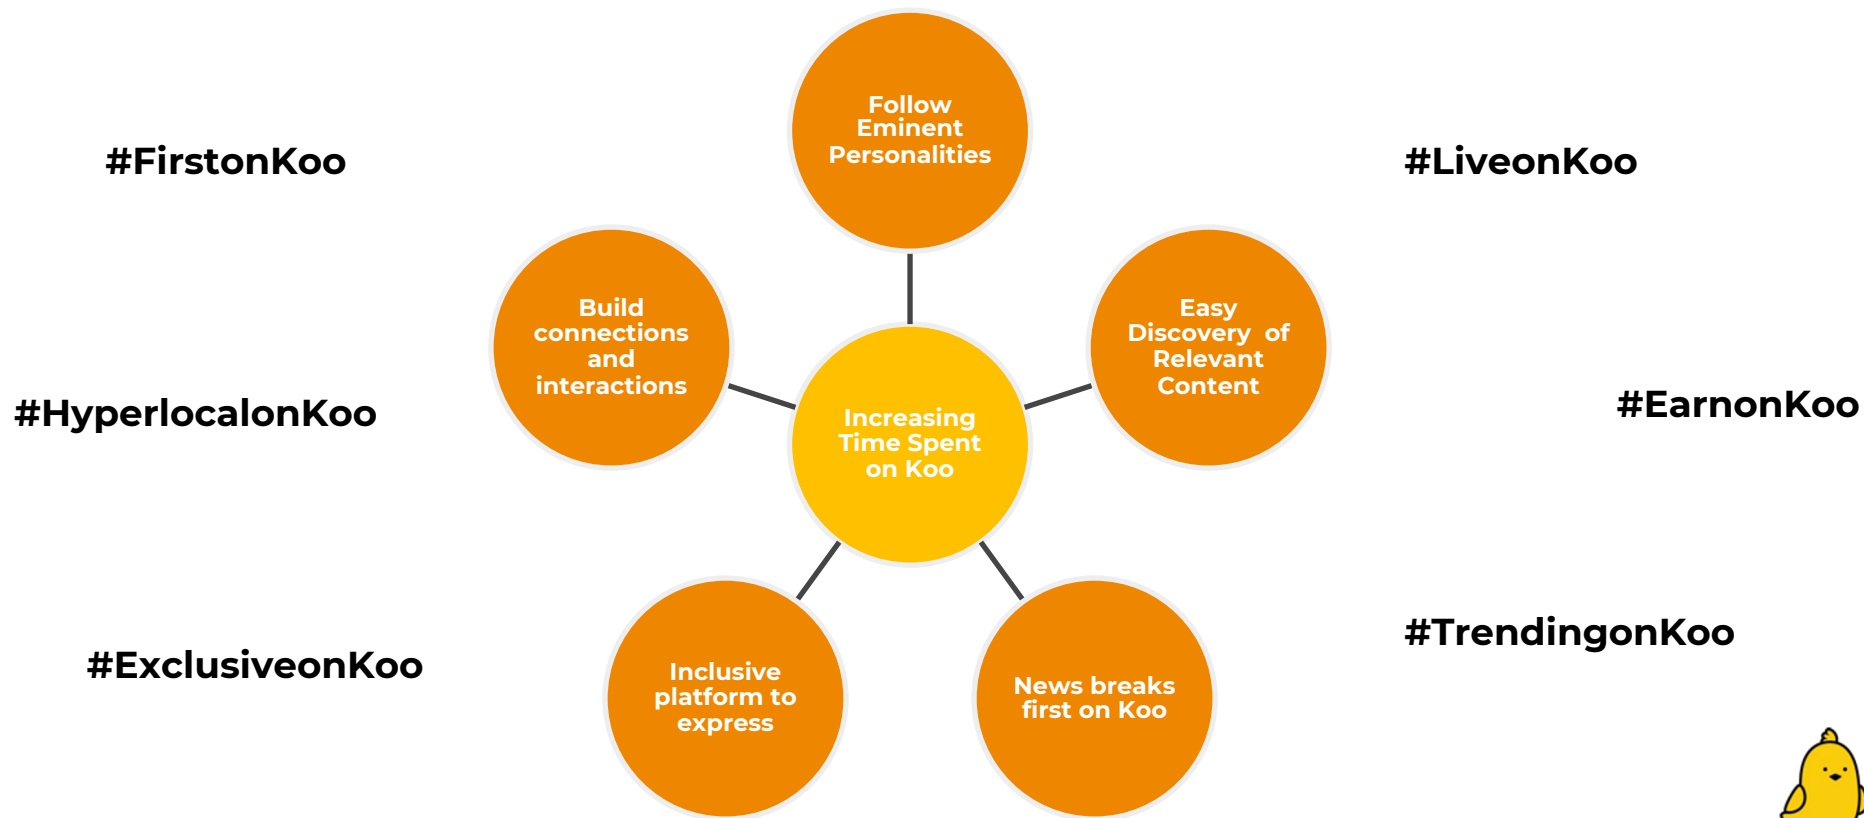 Follow
Eminent
Personalities
#FirstonKoo
#LiveonKoo
Build
connections
and
interactions
Easy
Discovery of
Relevant
Content
#HyperlocalonKoo
Increasing
Time Spent
on Koo
#EarnonKoo
#ExclusiveonKoo
Inclusive
platform to
express
News breaks
first on Koo
#TrendingonKoo